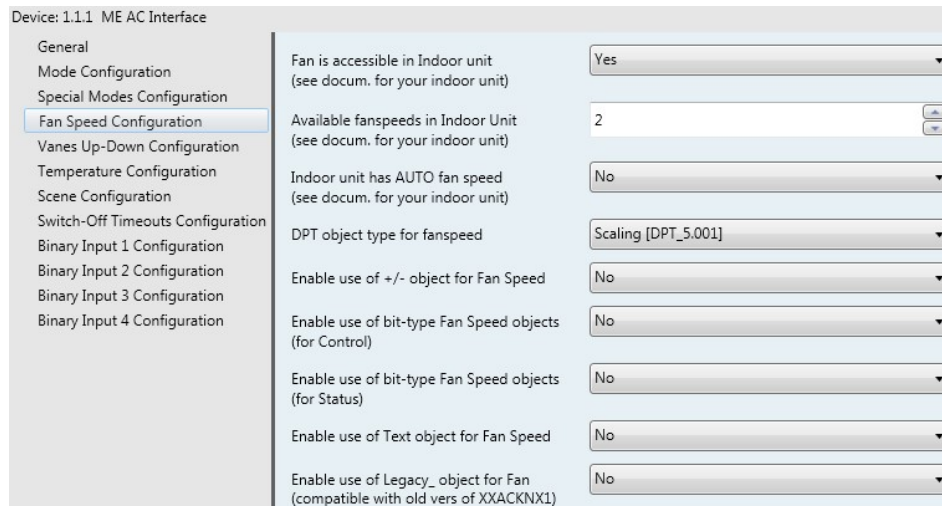 Device: 1.1.1 ME AC Interface
General
Mode Configuration
Special Modes Configuration
Fan Speed Configuration
Vanes Up-Down Configuration
Temperature Configuration
Scene Configuration
Switch-Off Timeouts Configuration
Binary Input 1 Configuration
Binary Input 2 Configuration
Binary Input 3 Configuration
Binary Input 4 Configuration
Fan is accessible in Indoor unit
(see docum. for your indoor unit)
Yes
Available fanspeeds in Indoor Unit
(see docum. for your indoor unit)
2
Indoor unit has AUTO fan speed
(see docum. for your indoor unit)
No
DPT object type for fanspeed
Scaling [DPT_5.001]
Enable use of +/- object for Fan Speed
No
Enable use of bit-type Fan Speed objects
(for Control)
No
Enable use of bit-type Fan Speed objects
(for Status)
No
Enable use of Text object for Fan Speed
No
Enable use of Legacy_ object for Fan
(compatible with old vers of XXACKNX1)
No